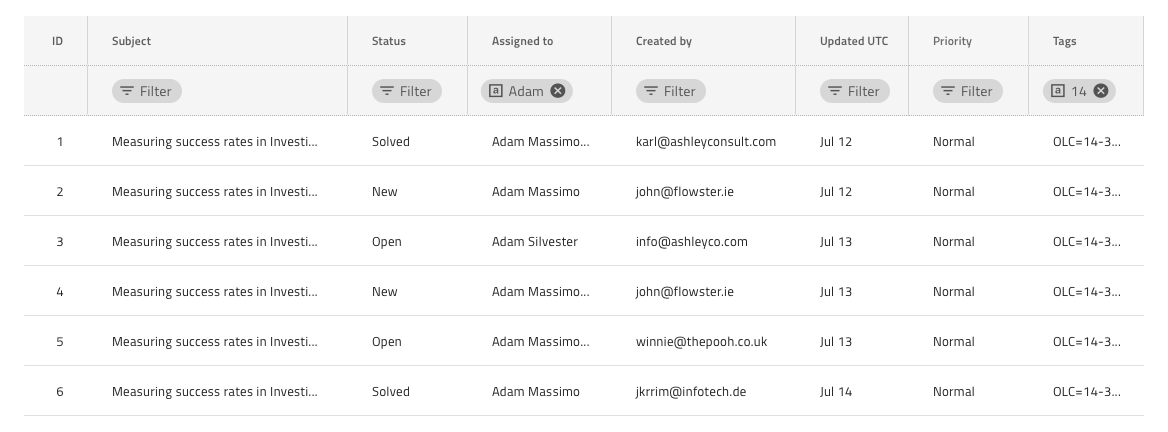 ID Subject Status Assigned to Created by Updated UTC Priority Tags
Filter Filter a Adam Filter Filter Filter a 14
1 Measuring success rates in Investi... Solved Adam Massimo... karl@ashleyconsult.com Jul 12 Normal OLC=14-3...
2 Measuring success rates in Investi... New Adam Massimo john@flowster.ie Jul 12 Normal OLC=14-3...
3 Measuring success rates in Investi... Open Adam Silvester info@ashleyco.com Jul 13 Normal OLC=14-3...
4 Measuring success rates in Investi... New Adam Massimo... john@flowster.ie Jul 13 Normal OLC=14-3...
5 Measuring success rates in Investi... Open Adam Massimo... winnie@thepooh.co.uk Jul 13 Normal OLC=14-3...
6 Measuring success rates in Investi... Solved Adam Massimo jkrrim@infotech.de Jul 14 Normal OLC=14-3...